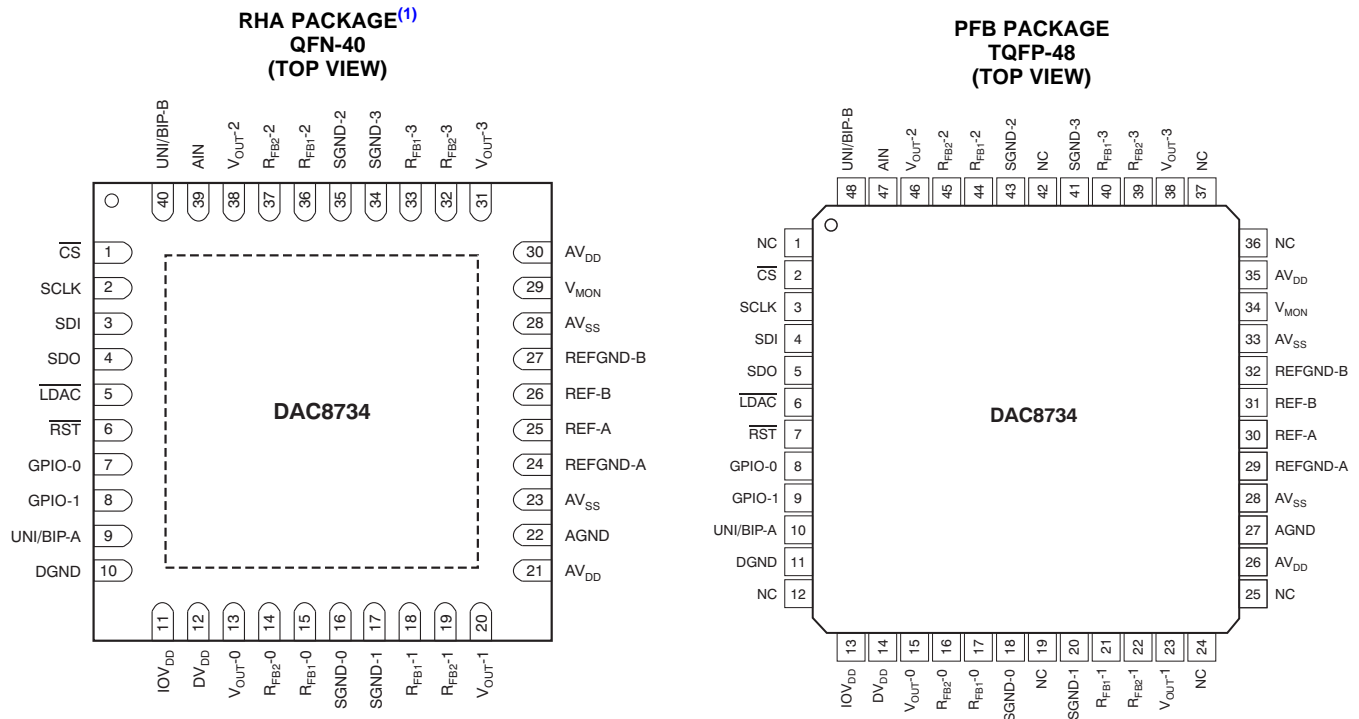 RHA PACKAGE(1)
QFN-40
(TOP VIEW)
UNI/BIP-B
AIN
VOUT-2
RFB2-2
RFB1-2
SGND-2
SGND-3
RFB1-3
RFB2-3
VOUT-3
40 39 38 37 36 35 34 33 32 31
CS 1
SCLK 2
SDI 3
SDO 4
LDAC 5
RST 6
GPIO-0 7
GPIO-1 8
UNI/BIP-A 9
DGND 10
DAC8734
30 AVDD
29 VMON
28 AVSS
27 REFGND-B
26 REF-B
25 REF-A
24 REFGND-A
23 AVSS
22 AGND
21 AVDD
11 12 13 14 15 16 17 18 19 20
IOVDD
DVDD
VOUT-0
RFB2-0
RFB1-0
SGND-0
SGND-1
RFB1-1
RFB2-1
VOUT-1
PFB PACKAGE
TQFP-48
(TOP VIEW)
UNI/BIP-B
AIN
VOUT-2
RFB2-2
RFB1-2
SGND-2
NC
SGND-3
RFB1-3
RFB2-3
VOUT-3
NC
48 47 46 45 44 43 42 41 40 39 38 37
NC 1
CS 2
SCLK 3
SDI 4
SDO 5
LDAC 6
RST 7
GPIO-0 8
GPIO-1 9
UNI/BIP-A 10
DGND 11
NC 12
DAC8734
36 NC
35 AVDD
34 VMON
33 AVSS
32 REFGND-B
31 REF-B
30 REF-A
29 REFGND-A
28 AVSS
27 AGND
26 AVDD
25 NC
13 14 15 16 17 18 19 20 21 22 23 24
IOVDD
DVDD
VOUT-0
RFB2-0
RFB1-0
SGND-0
NC
SGND-1
RFB1-1
RFB2-1
VOUT-1
NC